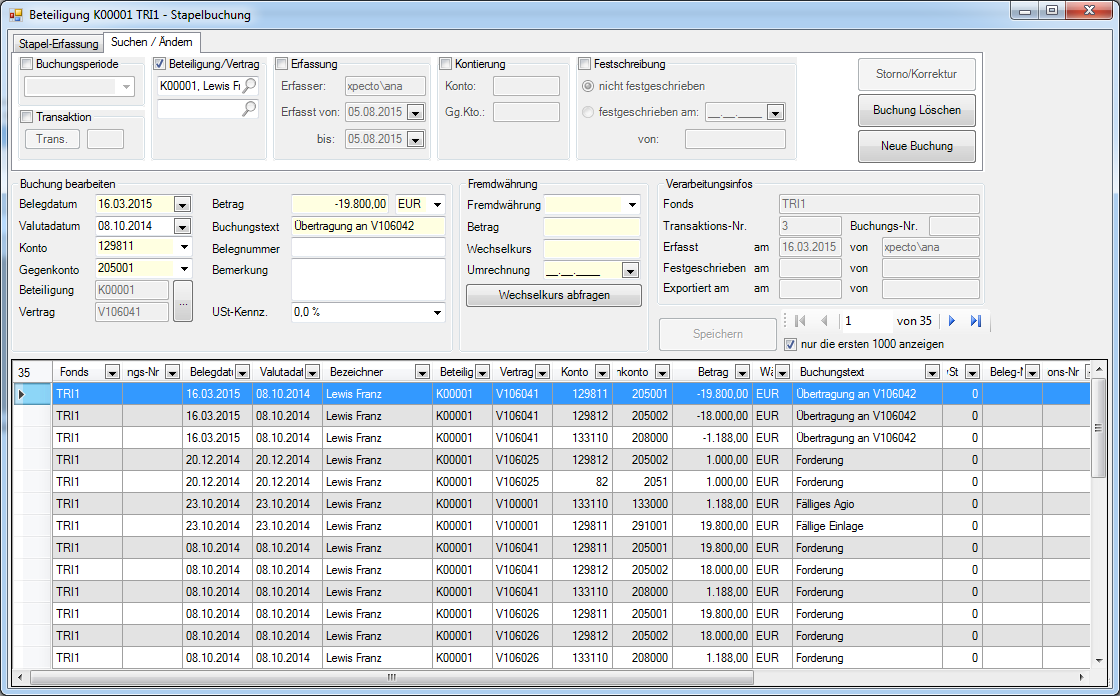 Beteiligung K00001 TRI1 - Stapelbuchung
Stapel-Erfassung Suchen / Ändern
Buchungsperiode Beteiligung/Vertrag Erfassung Kontierung Festschreibung
K00001, Lewis Fr Erfasser: xpecto\ana Konto: nicht festgeschrieben Storno/Korrektur
Transaktion Erfasst von: 05.08.2015 Gg.Kto.: festgeschrieben am: __.__.____ Buchung Löschen
Trans. bis: 05.08.2015 von: Neue Buchung
Buchung bearbeiten Fremdwährung Verarbeitungsinfos
Belegdatum 16.03.2015 Betrag -19.800,00 EUR Fremdwährung Fonds TRI1
Valutadatum 08.10.2014 Buchungstext Übertragung an V106042 Betrag Transaktions-Nr. 3 Buchungs-Nr.
Konto 129811 Belegnummer Wechselkurs Erfasst am 16.03.2015 von xpecto\ana
Gegenkonto 205001 Bemerkung Umrechnung __.__.____ Festgeschrieben am von
Beteiligung K00001 ... Wechselkurs abfragen Exportiert am am von
Vertrag V106041 USt-Kennz. 0,0 %
Speichern 1 von 35
nur die ersten 1000 anzeigen
35 Fonds ngs-Nr Belegdatu Valutadat Bezeichner Beteilig Vertrag Konto nkonto Betrag Wä Buchungstext St Beleg-N ons-Nr
TRI1 16.03.2015 08.10.2014 Lewis Franz K00001 V106041 129811 205001 -19.800,00 EUR Übertragung an V106042 0
TRI1 16.03.2015 08.10.2014 Lewis Franz K00001 V106041 129812 205002 -18.000,00 EUR Übertragung an V106042 0
TRI1 16.03.2015 08.10.2014 Lewis Franz K00001 V106041 133110 208000 -1.188,00 EUR Übertragung an V106042 0
TRI1 20.12.2014 20.12.2014 Lewis Franz K00001 V106025 129812 205002 1.000,00 EUR Forderung 0
TRI1 20.12.2014 20.12.2014 Lewis Franz K00001 V106025 82 2051 1.000,00 EUR Forderung 0
TRI1 23.10.2014 23.10.2014 Lewis Franz K00001 V100001 133110 133000 1.188,00 EUR Fälliges Agio 0
TRI1 23.10.2014 23.10.2014 Lewis Franz K00001 V100001 129811 291001 19.800,00 EUR Fällige Einlage 0
TRI1 08.10.2014 08.10.2014 Lewis Franz K00001 V106041 129811 205001 19.800,00 EUR Forderung 0
TRI1 08.10.2014 08.10.2014 Lewis Franz K00001 V106041 129812 205002 18.000,00 EUR Forderung 0
TRI1 08.10.2014 08.10.2014 Lewis Franz K00001 V106041 133110 208000 1.188,00 EUR Forderung 0
TRI1 08.10.2014 08.10.2014 Lewis Franz K00001 V106026 129811 205001 19.800,00 EUR Forderung 0
TRI1 08.10.2014 08.10.2014 Lewis Franz K00001 V106026 129812 205002 18.000,00 EUR Forderung 0
TRI1 08.10.2014 08.10.2014 Lewis Franz K00001 V106026 133110 208000 1.188,00 EUR Forderung 0